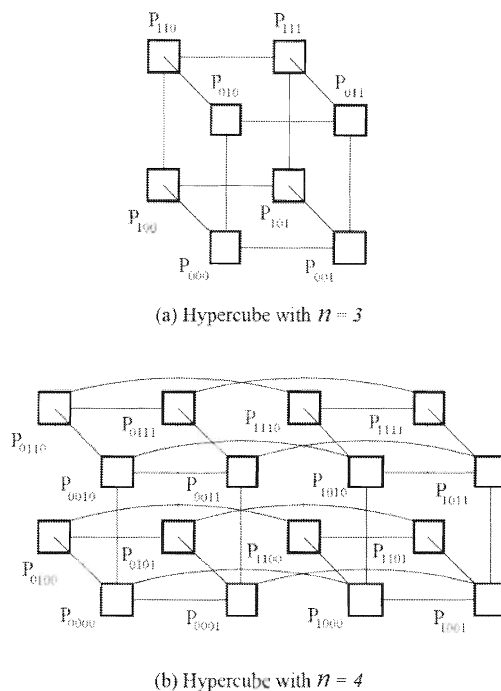 P110 P111
P010 P011
P100 P101
P000 P001
(a) Hypercube with n = 3
P0110 P0111 P1110 P1111
P0010 P0011 P1010 P1011
P0100 P0101 P1100 P1101
P0000 P0001 P1000 P1001
(b) Hypercube with n = 4